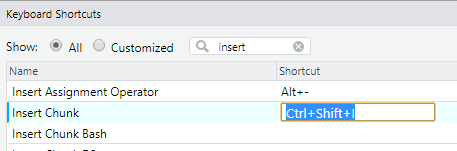 Keyboard Shortcuts
Show: All Customized insert
Name Shortcut
Insert Assignment Operator Alt+-
Insert Chunk Ctrl+Shift+I
Insert Chunk Bash